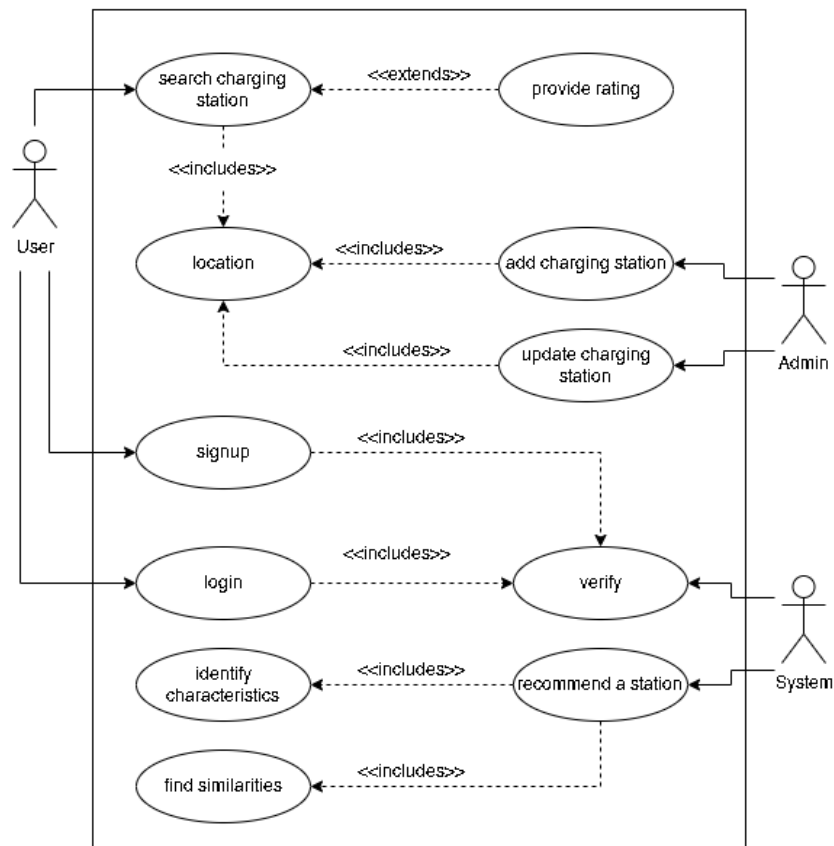 search charging
station
<<extends>>
provide rating
<<includes>>
User
location
<<includes>>
add charging station
<<includes>>
update charging
station
Admin
signup
<<includes>>
login
<<includes>>
verify
identify
characteristics
<<includes>>
recommend a station
System
find similarities
<<includes>>